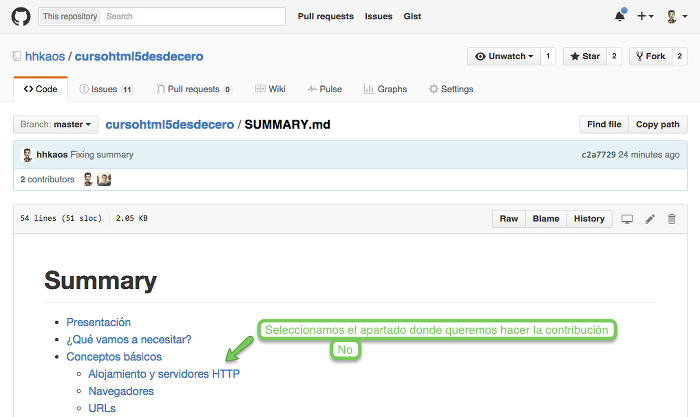 This repository Search Pull requests Issues Gist
hhkaos / cursohtml5desdecero Unwatch 1 Star 2 Fork 2
Code Issues 11 Pull requests 0 Wiki Pulse Graphs Settings
Branch: master cursohtml5desdecero / SUMMARY.md Find file Copy path
hhkaos Fixing summary c2a7729 24 minutes ago
2 contributors
54 lines (51 sloc) 2.05 KB Raw Blame History
Summary
Presentación
¿Qué vamos a necesitar?
Seleccionamos el apartado donde queremos hacer la contribución
No
Conceptos básicos
Alojamiento y servidores HTTP
Navegadores
URLs